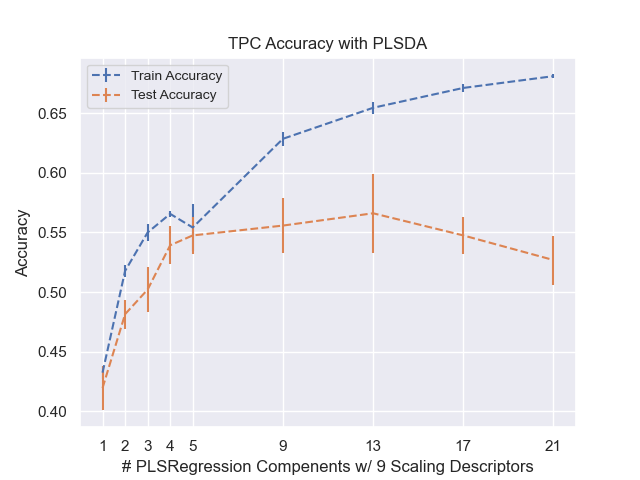 TPC Accuracy with PLSDA
Train Accuracy
Test Accuracy
0.65
0.60
0.55
0.50
0.45
0.40
Accuracy
1 2 3 4 5 9 13 17 21
# PLSRegression Compenents w/ 9 Scaling Descriptors